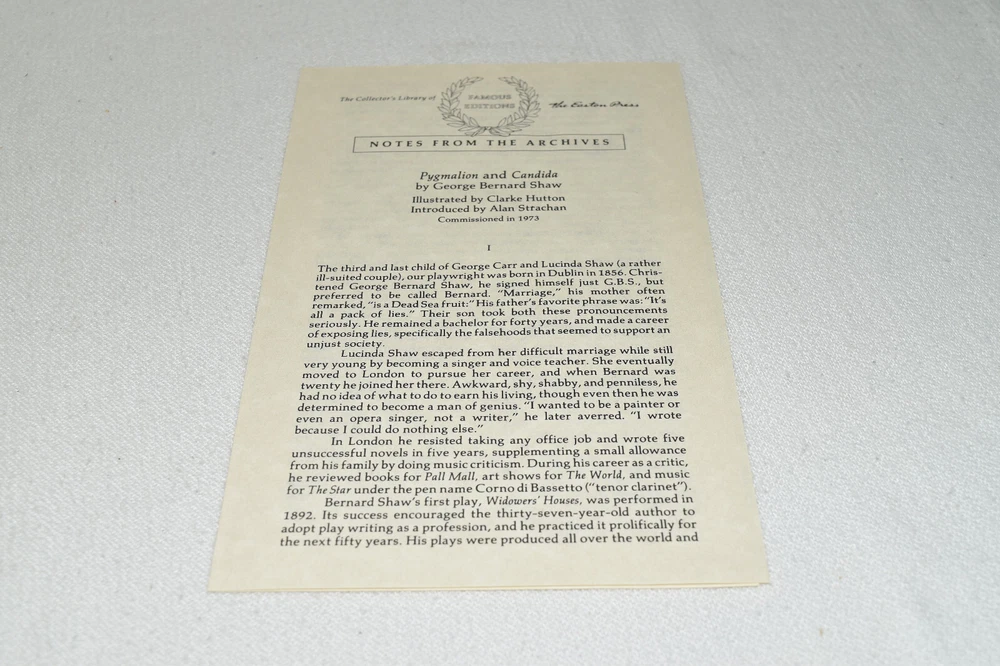 The Collector's Library of
FAMOUS
EDITIONS
the Easton Press
NOTES FROM THE ARCHIVES
Pygmalion and Candida
by George Bernard Shaw
Illustrated by Clarke Hutton
Introduced by Alan Strachan
Commissioned in 1973
I
The third and last child of George Carr and Lucinda Shaw (a rather
ill-suited couple), our playwright was born in Dublin in 1856. Chris-
tened George Bernard Shaw, he signed himself just G.B.S., but
preferred to be called Bernard. "Marriage," his mother often
remarked, "is a Dead Sea fruit:" His father's favorite phrase was: "It's
all a pack of lies." Their son took both these pronouncements
seriously. He remained a bachelor for forty years, and made a career
of exposing lies, specifically the falsehoods that seemed to support an
unjust society.
Lucinda Shaw escaped from her difficult marriage while still
very young by becoming a singer and voice teacher. She eventually
moved to London to pursue her career, and when Bernard was
twenty he joined her there. Awkward, shy, shabby, and penniless, he
had no idea of what to do to earn his living, though even then he was
determined to become a man of genius. "I wanted to be a painter or
even an opera singer, not a writer," he later averred. "I wrote
because I could do nothing else."
In London he resisted taking any office job and wrote five
unsuccessful novels in five years, supplementing a small allowance
from his family by doing music criticism. During his career as a critic,
he reviewed books for Pall Mall, art shows for The World, and music
for The Star under the pen name Corno di Bassetto ("tenor clarinet").
Bernard Shaw's first play, Widowers' Houses, was performed in
1892. Its success encouraged the thirty-seven-year-old author to
adopt play writing as a profession, and he practiced it prolifically for
the next fifty years. His plays were produced all over the world and